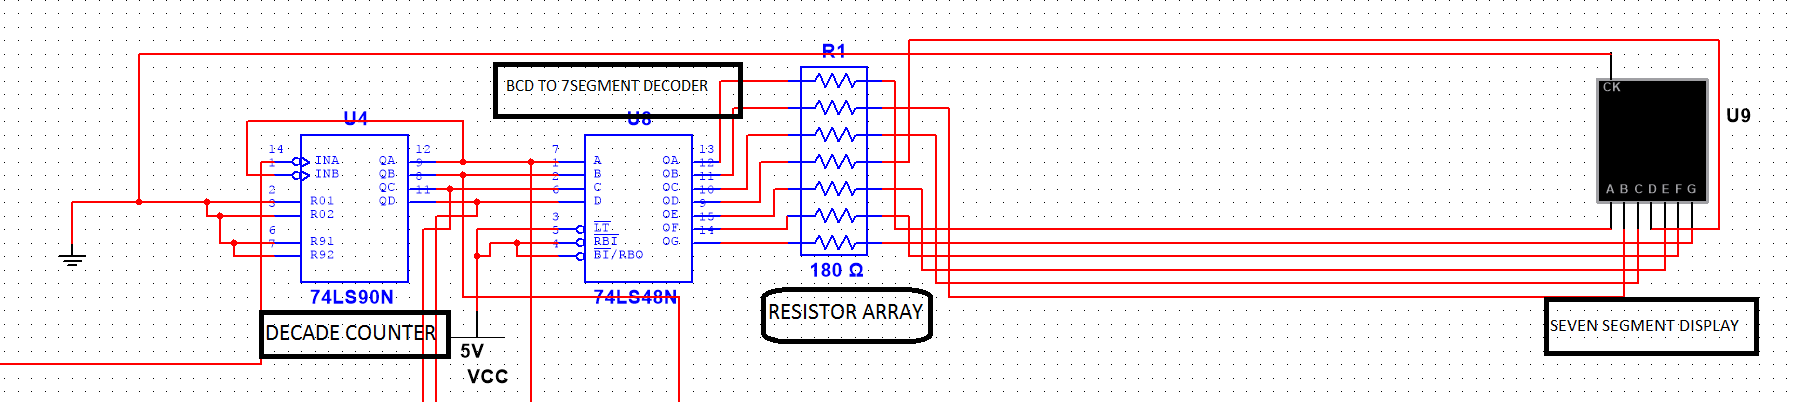 R1
BCD TO 7SEGMENT DECODER
CK
U9
U4
U8
14
INA
QA
12
7
A
OA
13
1
INB
QB
9
1
B
OB
12
QC
8
2
C
OC
11
2
R01
QD
11
6
D
OD
10
3
R02
OE
9
3
LT
OF
15
6
R91
5
RBI
OG
14
7
R92
4
BI/RBO
A B C D E F G
74LS90N
74LS48N
180 Ω
RESISTOR ARRAY
DECADE COUNTER
SEVEN SEGMENT DISPLAY
5V
VCC